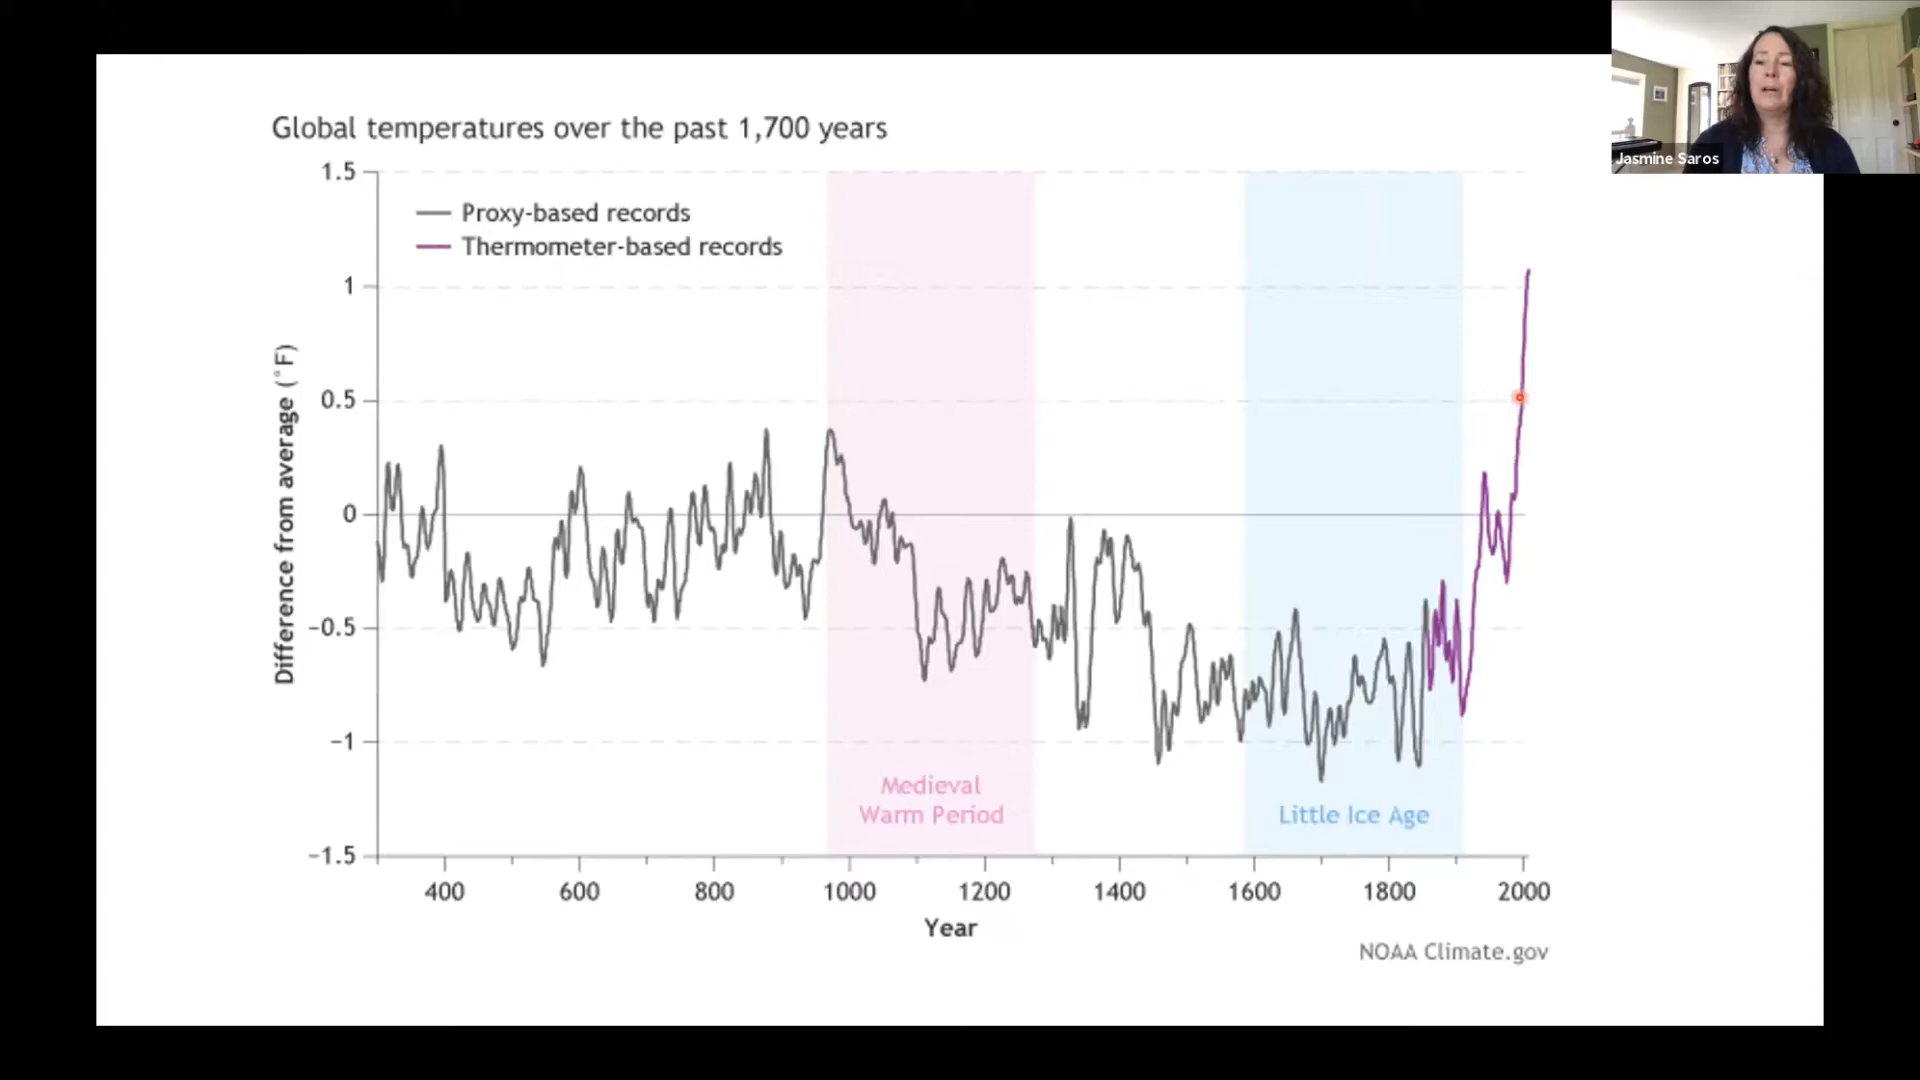 Global temperatures over the past 1,700 years
Jasmine Saros
1.5
1
0.5
0
−0.5
−1
−1.5
Difference from average (°F)
Proxy-based records
Thermometer-based records
Medieval
Warm Period
Little Ice Age
400 600 800 1000 1200 1400 1600 1800 2000
Year
NOAA Climate.gov